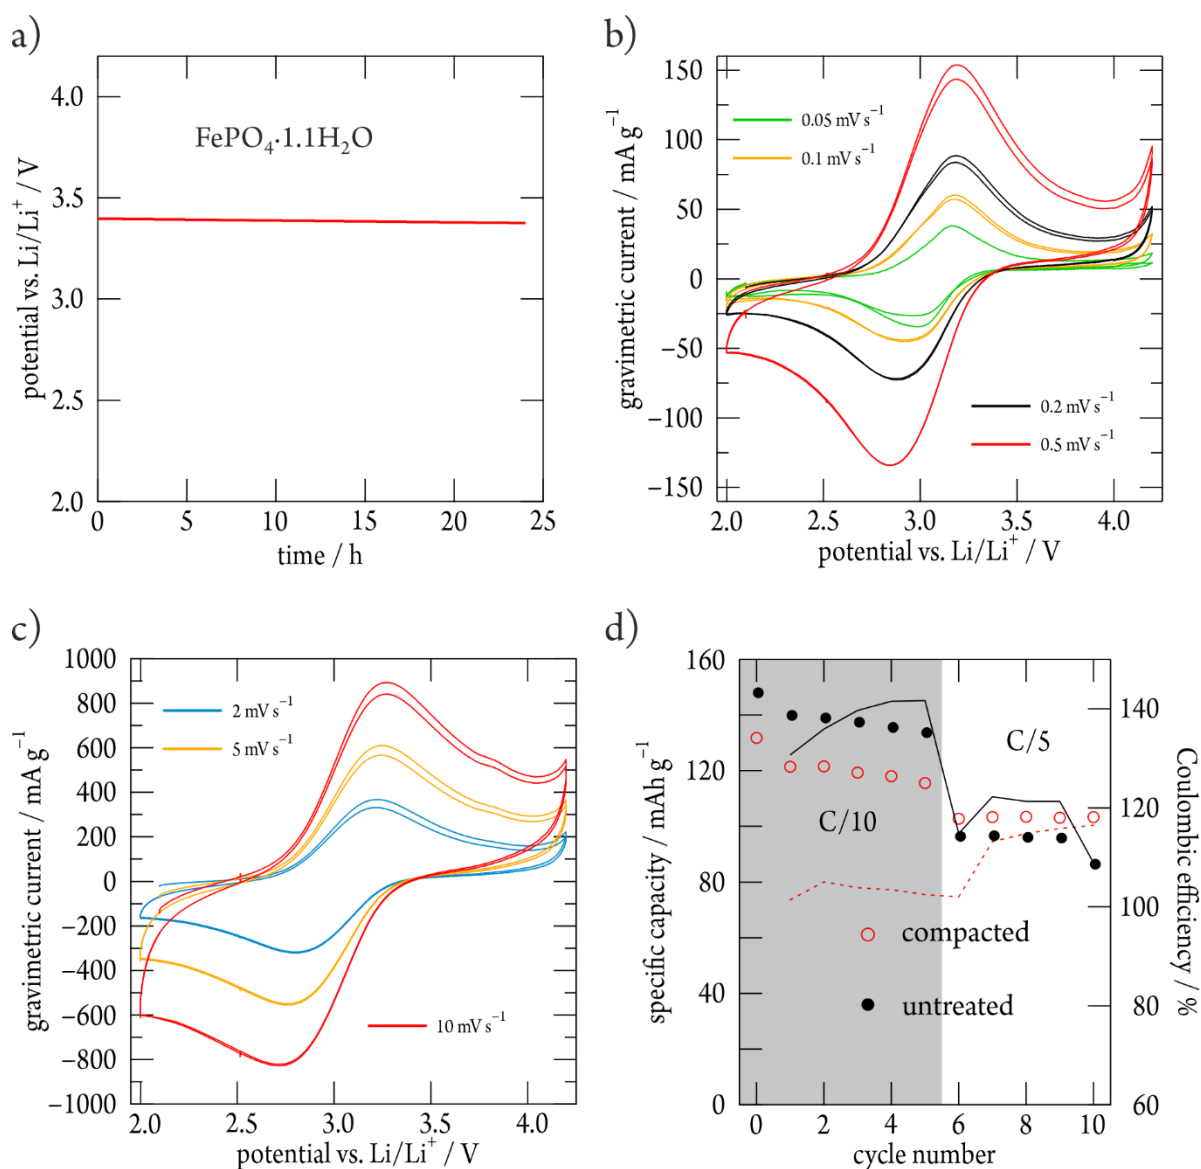 a)
potential vs. Li/Li⁺ / V
4.0
3.5
3.0
2.5
2.0
FePO₄·1.1H₂O
0 5 10 15 20 25
time / h
b)
gravimetric current / mA g⁻¹
150
100
50
0
−50
−100
−150
0.05 mV s⁻¹
0.1 mV s⁻¹
0.2 mV s⁻¹
0.5 mV s⁻¹
2.0 2.5 3.0 3.5 4.0
potential vs. Li/Li⁺ / V
c)
gravimetric current / mA g⁻¹
1000
800
600
400
200
0
−200
−400
−600
−800
−1000
2 mV s⁻¹
5 mV s⁻¹
10 mV s⁻¹
2.0 2.5 3.0 3.5 4.0
potential vs. Li/Li⁺ / V
d)
specific capacity / mAh g⁻¹
160
120
80
40
0
C/5
C/10
compacted
untreated
140
120
100
80
60
Coulombic efficiency / %
0 2 4 6 8 10
cycle number